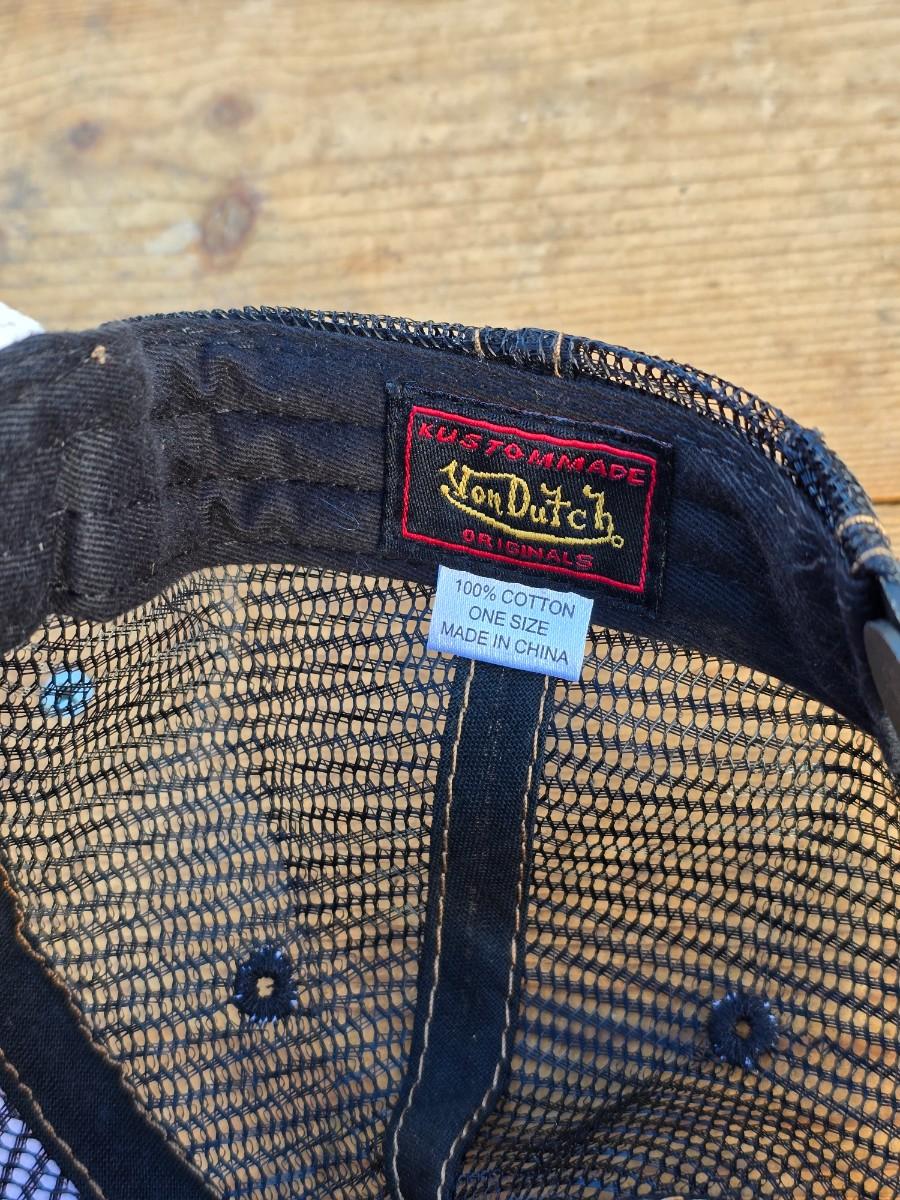 KUSTOMMADE
Von Dutch
ORIGINALS
100% COTTON
ONE SIZE
MADE IN CHINA